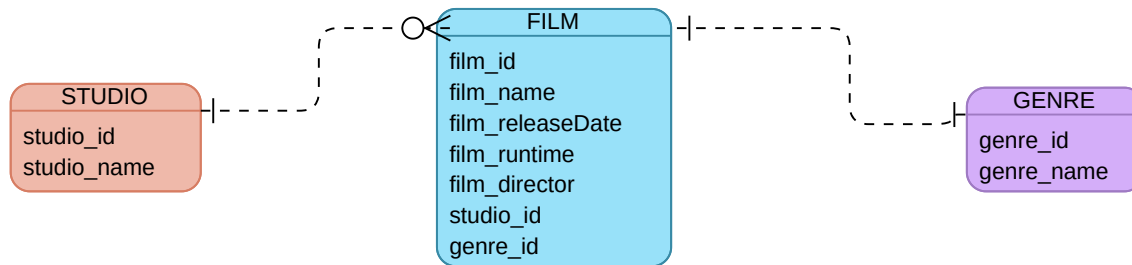 STUDIO
studio_id
studio_name
FILM
film_id
film_name
film_releaseDate
film_runtime
film_director
studio_id
genre_id
GENRE
genre_id
genre_name